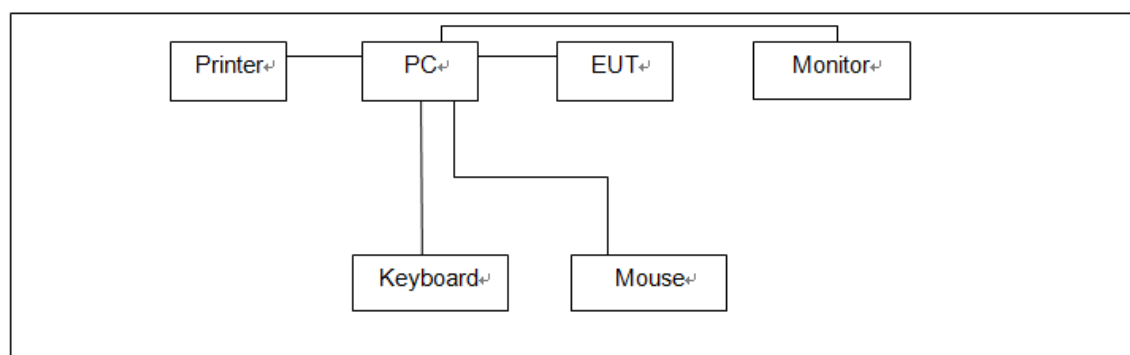 Printer
PC
EUT
Monitor
Keyboard
Mouse